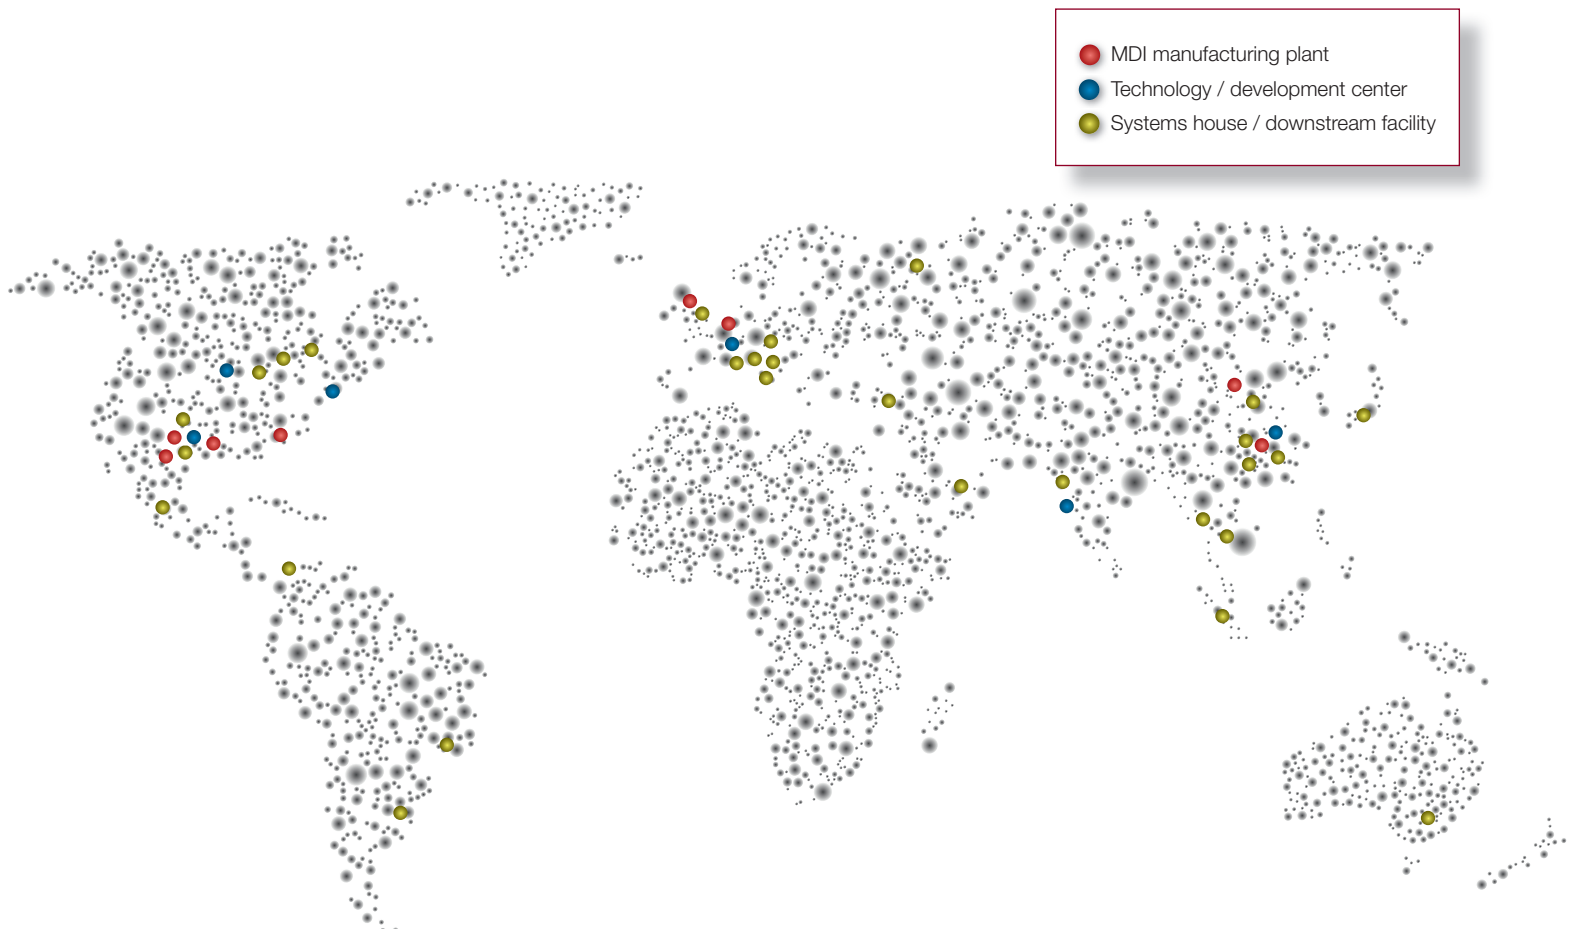 MDI manufacturing plant
Technology / development center
Systems house / downstream facility